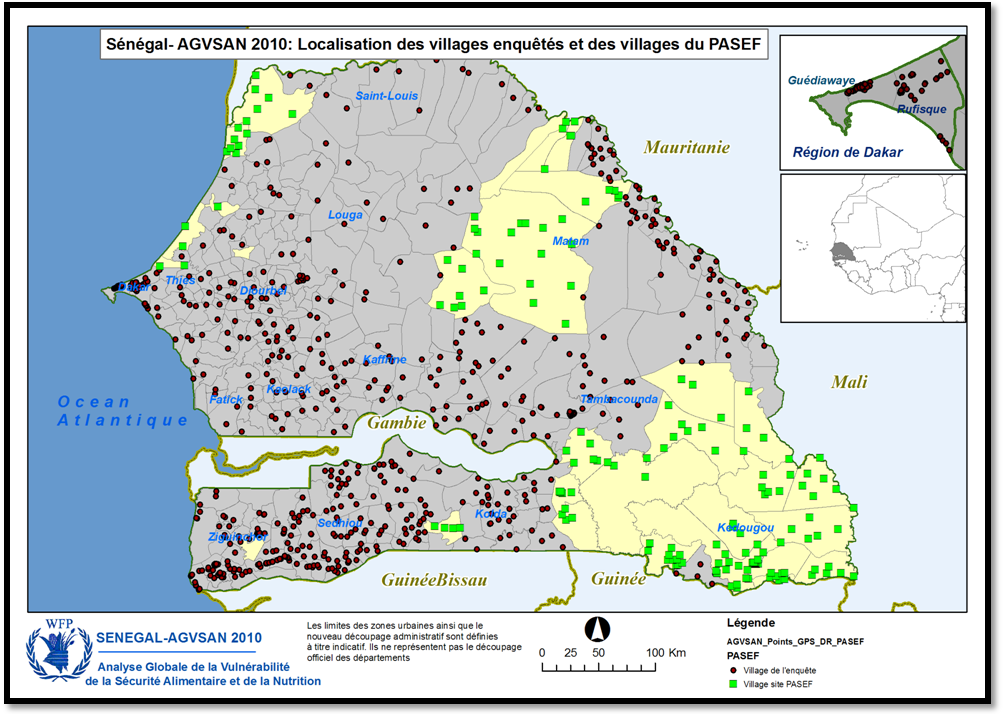 Sénégal- AGVSAN 2010: Localisation des villages enquêtés et des villages du PASEF
Guédiawaye
Rufisque
Région de Dakar
Saint-Louis
Mauritanie
Louga
Matam
Dakar
Thiès
Diourbel
Kaffrine
Kaolack
Fatick
Tambacounda
Mali
Ocean
Atlantique
Gambie
Sedhiou
Kolda
Ziguinchor
Kédougou
GuinéeBissau
Guinée
WFP
SENEGAL-AGVSAN 2010
Analyse Globale de la Vulnérabilité
de la Sécurité Alimentaire et de la Nutrition
Les limites des zones urbaines ainsi que le
nouveau découpage administratif sont définies
à titre indicatif. Ils ne représentent pas le découpage
officiel des départements
0 25 50 100 Km
Légende
AGVSAN_Points_GPS_DR_PASEF
PASEF
Village de l'enquête
Village site PASEF